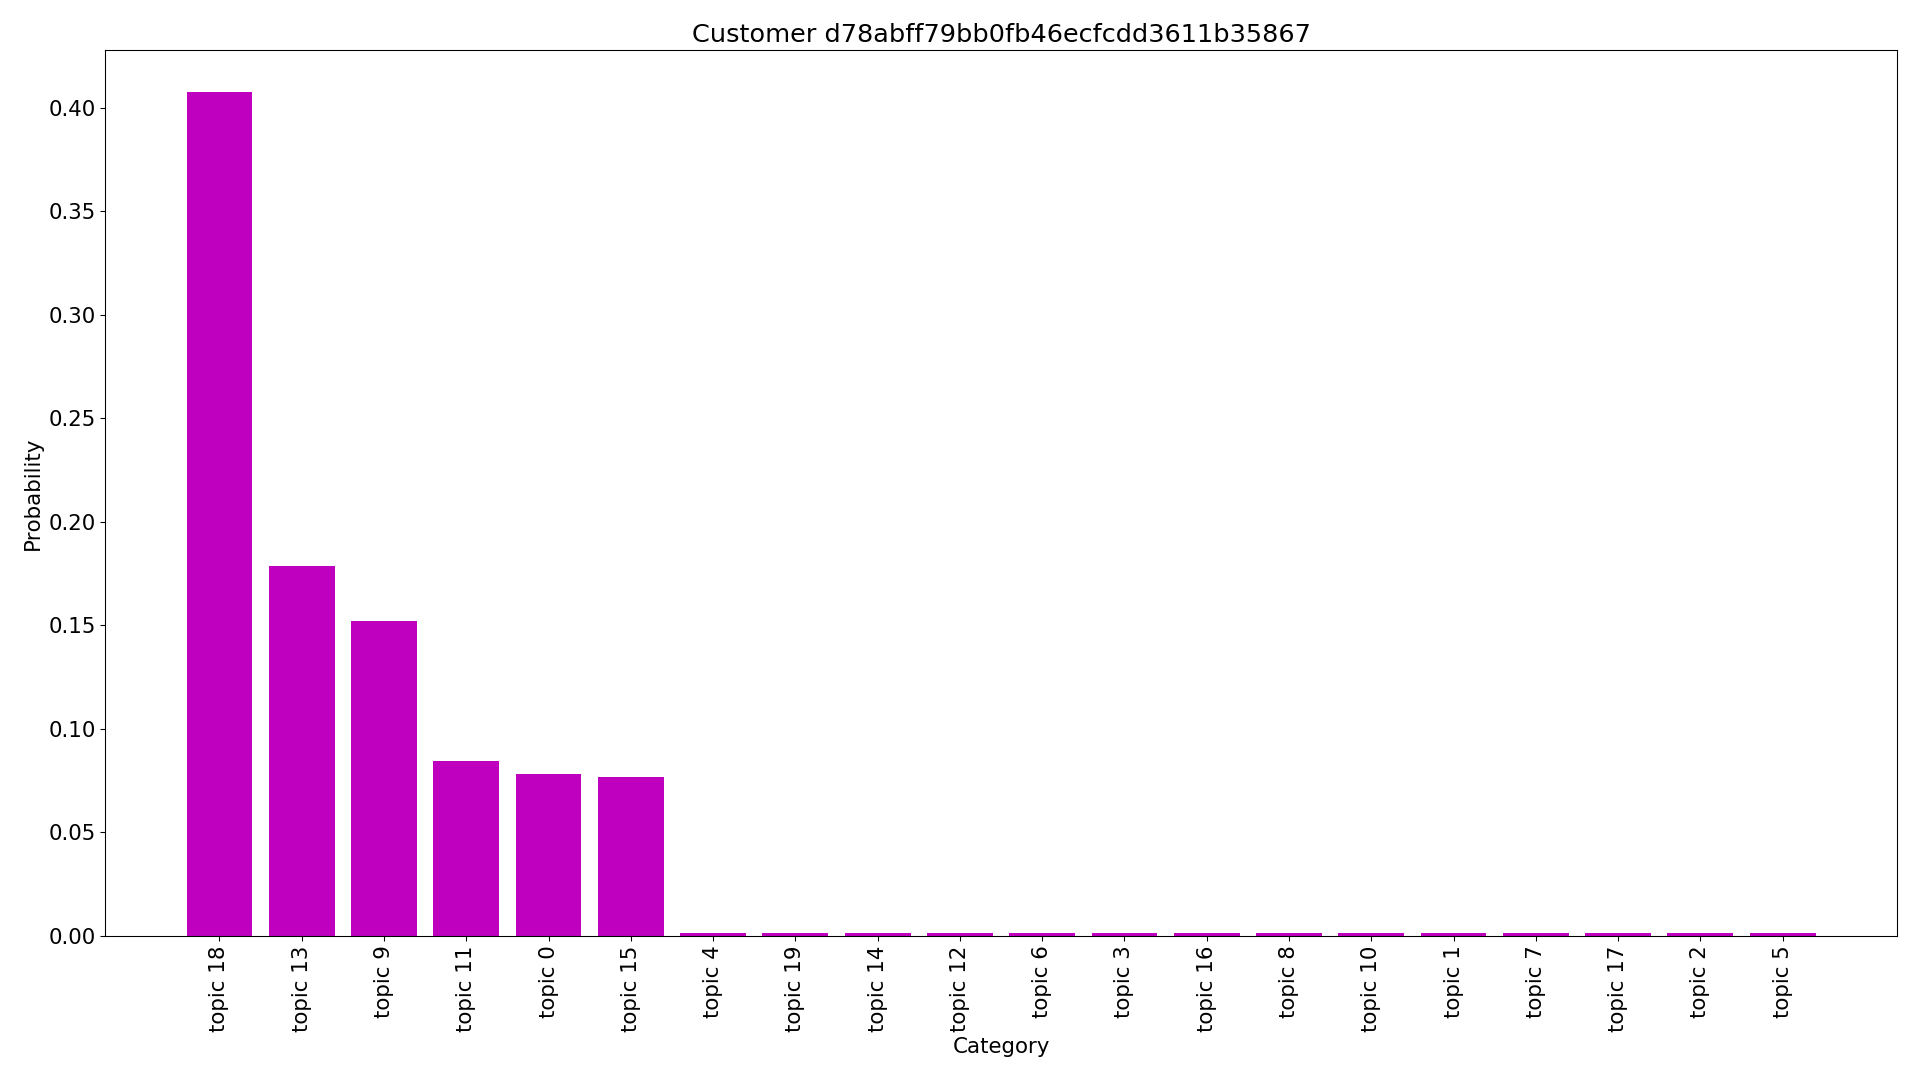 Customer d78abff79bb0fb46ecfcdd3611b35867
Probability
0.40
0.35
0.30
0.25
0.20
0.15
0.10
0.05
0.00
topic 18
topic 13
topic 9
topic 11
topic 0
topic 15
topic 4
topic 19
topic 14
topic 12
topic 6
topic 3
topic 16
topic 8
topic 10
topic 1
topic 7
topic 17
topic 2
topic 5
Category